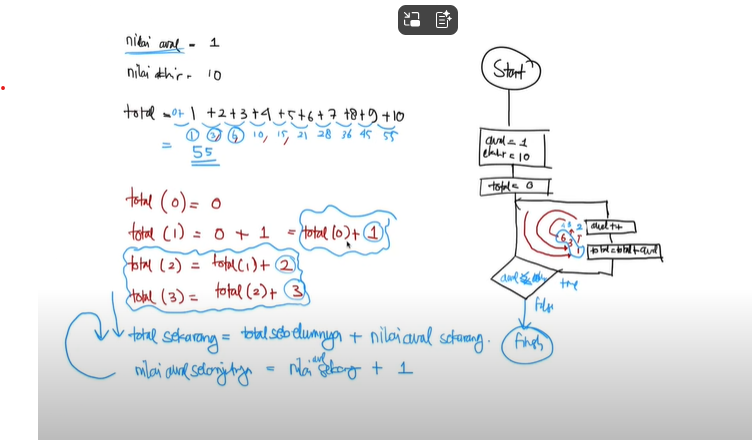 nilai awal = 1
nilai akhir = 10
total = 0+ 1 +2+3+4 +5+6+7 +8+9 +10
1 3, 6, 10, 15, 21 28 36 45 55
= 55
total (0) = 0
total (1) = 0 + 1 = total (0) + 1
total (2) = total (1) + 2
total (3) = total (2) + 3
total sekarang = total sebelumnya + nilai awal sekarang.
nilai awal selanjutnya = nilai awal sekarang + 1
Start
awal = 1
akhir = 10
total = 0
awal++
total=total+awal
awal
true
false
finish